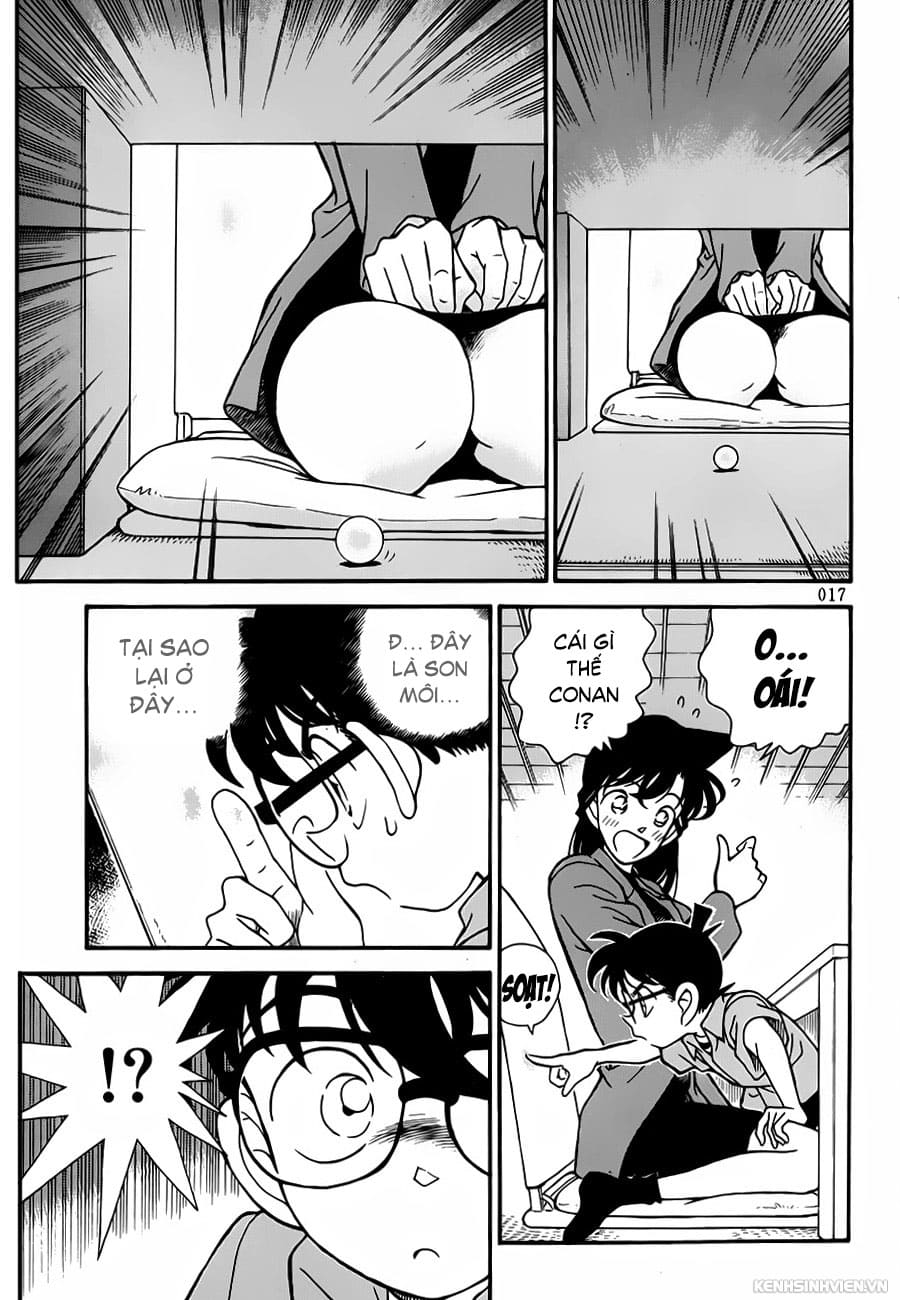 017
O...
OÁI!
CÁI GÌ
THẾ
CONAN
!?
SOẠT!
Đ... ĐÂY
LÀ SON
MÔI...
TẠI SAO
LẠI Ở
ĐÂY...
!?
KENHSINHVIEN.VN